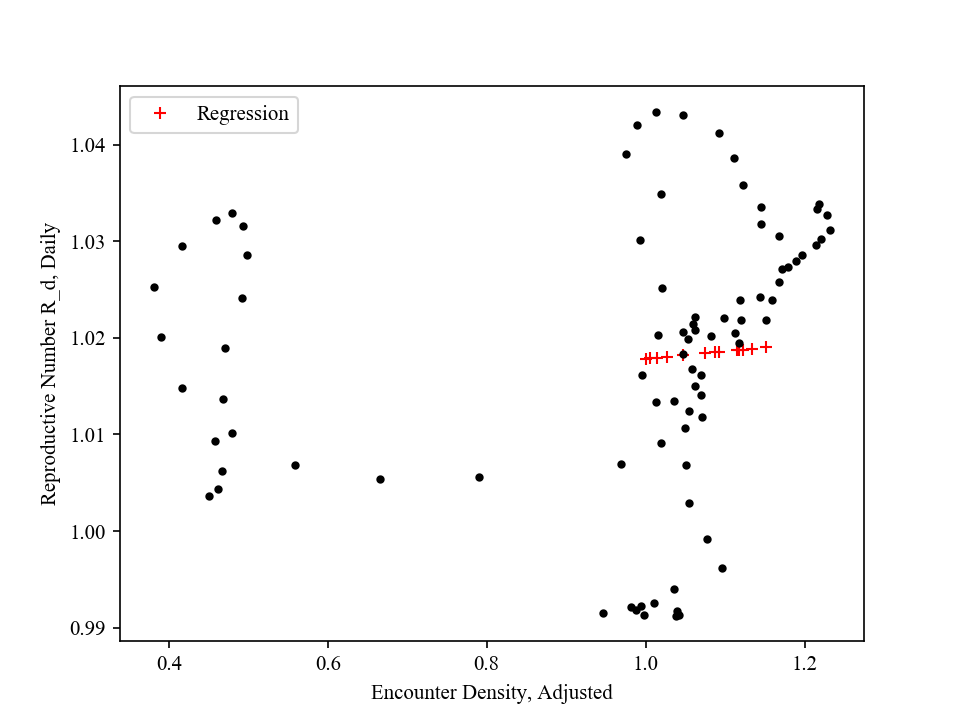 Regression
1.04
1.03
1.02
1.01
1.00
0.99
Reproductive Number R_d, Daily
0.4 0.6 0.8 1.0 1.2
Encounter Density, Adjusted